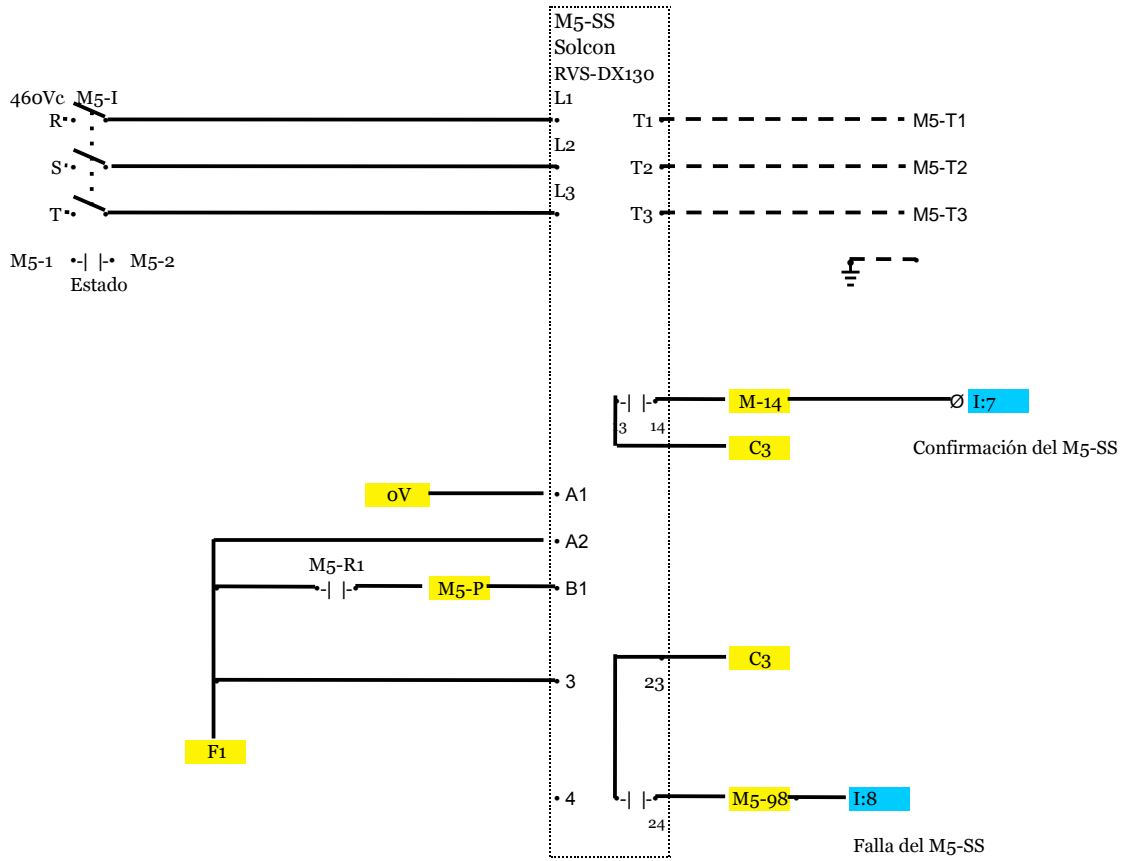 M5-SS
Solcon
RVS-DX130
460Vc M5-I
L1
R
T1
M5-T1
L2
S
T2
M5-T2
L3
T
T3
M5-T3
M5-1 M5-2
Estado
M-14
Ø I:7
3 14
C3
Confirmación del M5-SS
0V
A1
A2
M5-R1
M5-P
B1
C3
3
23
F1
4
M5-98
I:8
24
Falla del M5-SS